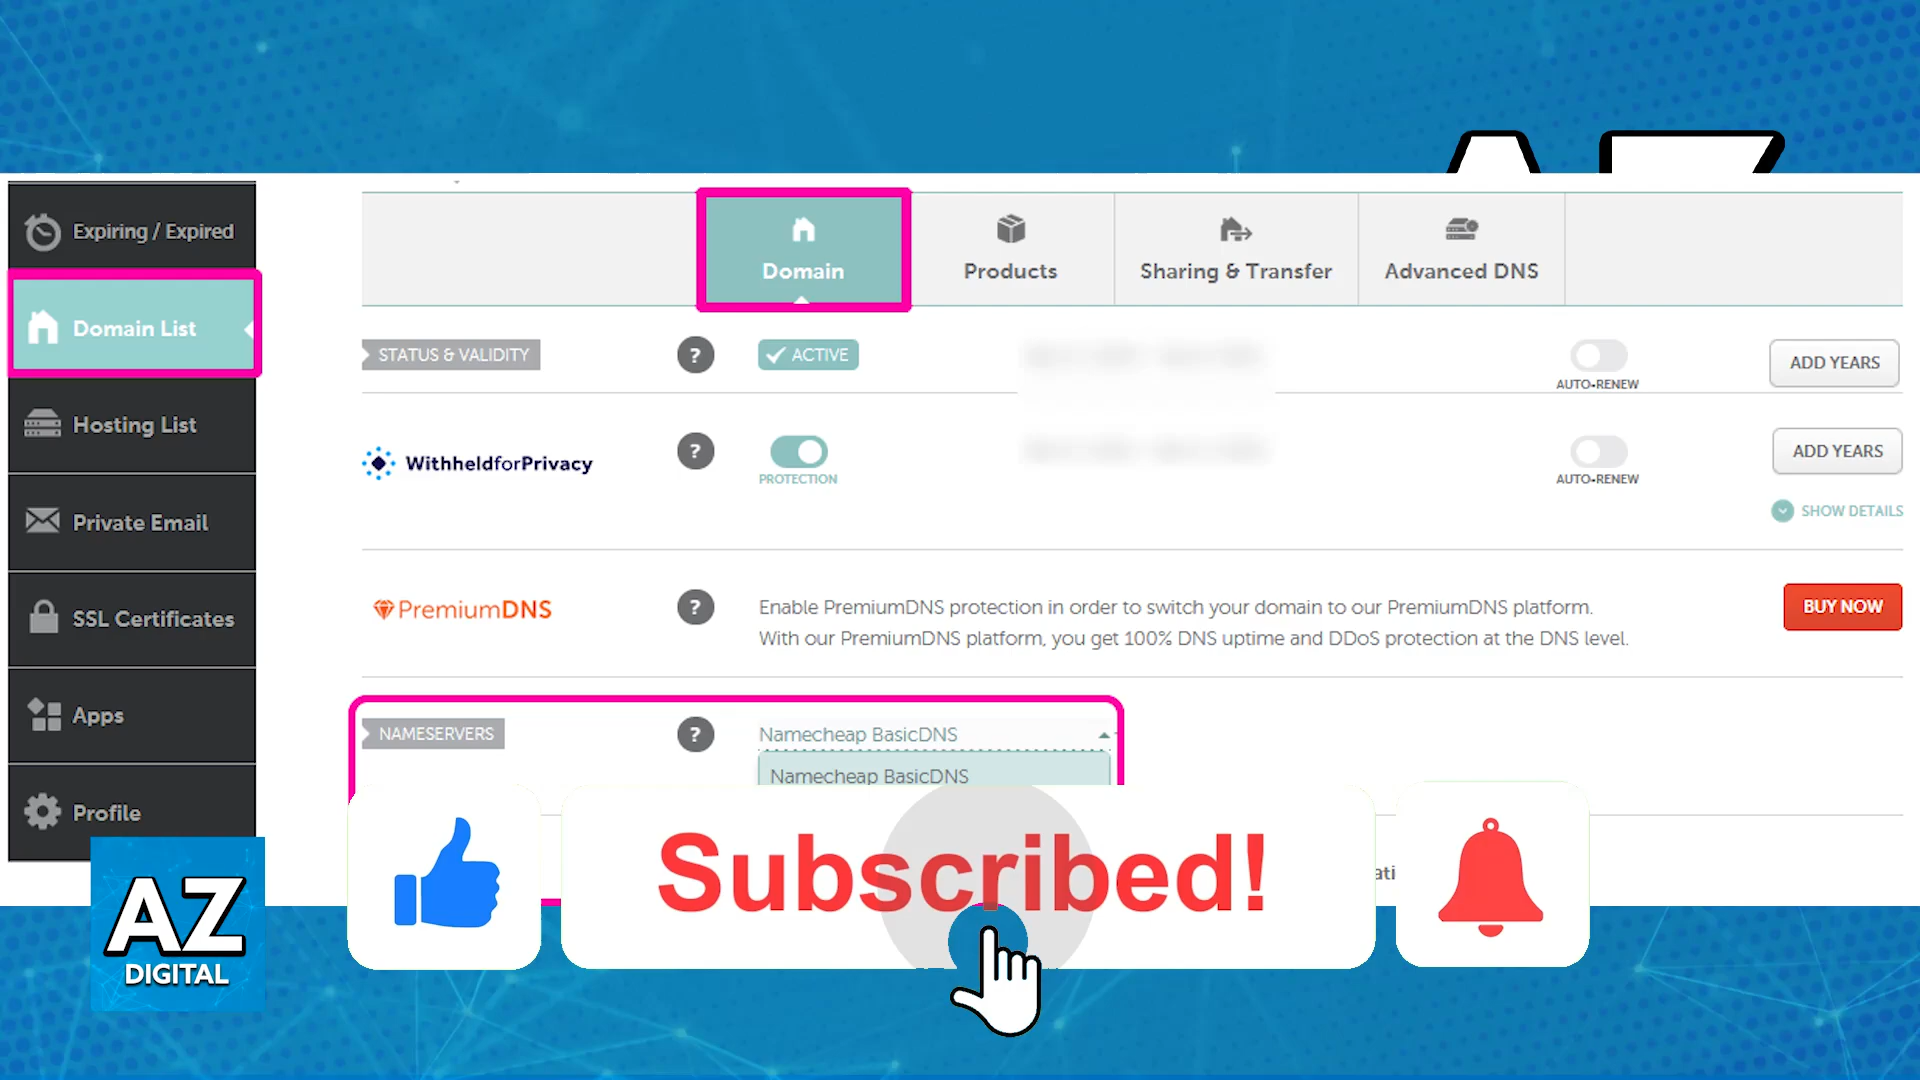 AZ
Expiring / Expired
Domain List
Hosting List
Private Email
SSL Certificates
Apps
Profile
Domain
Products
Sharing & Transfer
Advanced DNS
STATUS & VALIDITY
?
ACTIVE
AUTO-RENEW
ADD YEARS
WithheldforPrivacy
?
PROTECTION
AUTO-RENEW
ADD YEARS
SHOW DETAILS
PremiumDNS
?
Enable PremiumDNS protection in order to switch your domain to our PremiumDNS platform.
With our PremiumDNS platform, you get 100% DNS uptime and DDoS protection at the DNS level.
BUY NOW
NAMESERVERS
?
Namecheap BasicDNS
Namecheap BasicDNS
Subscribed!
ati
AZ
DIGITAL